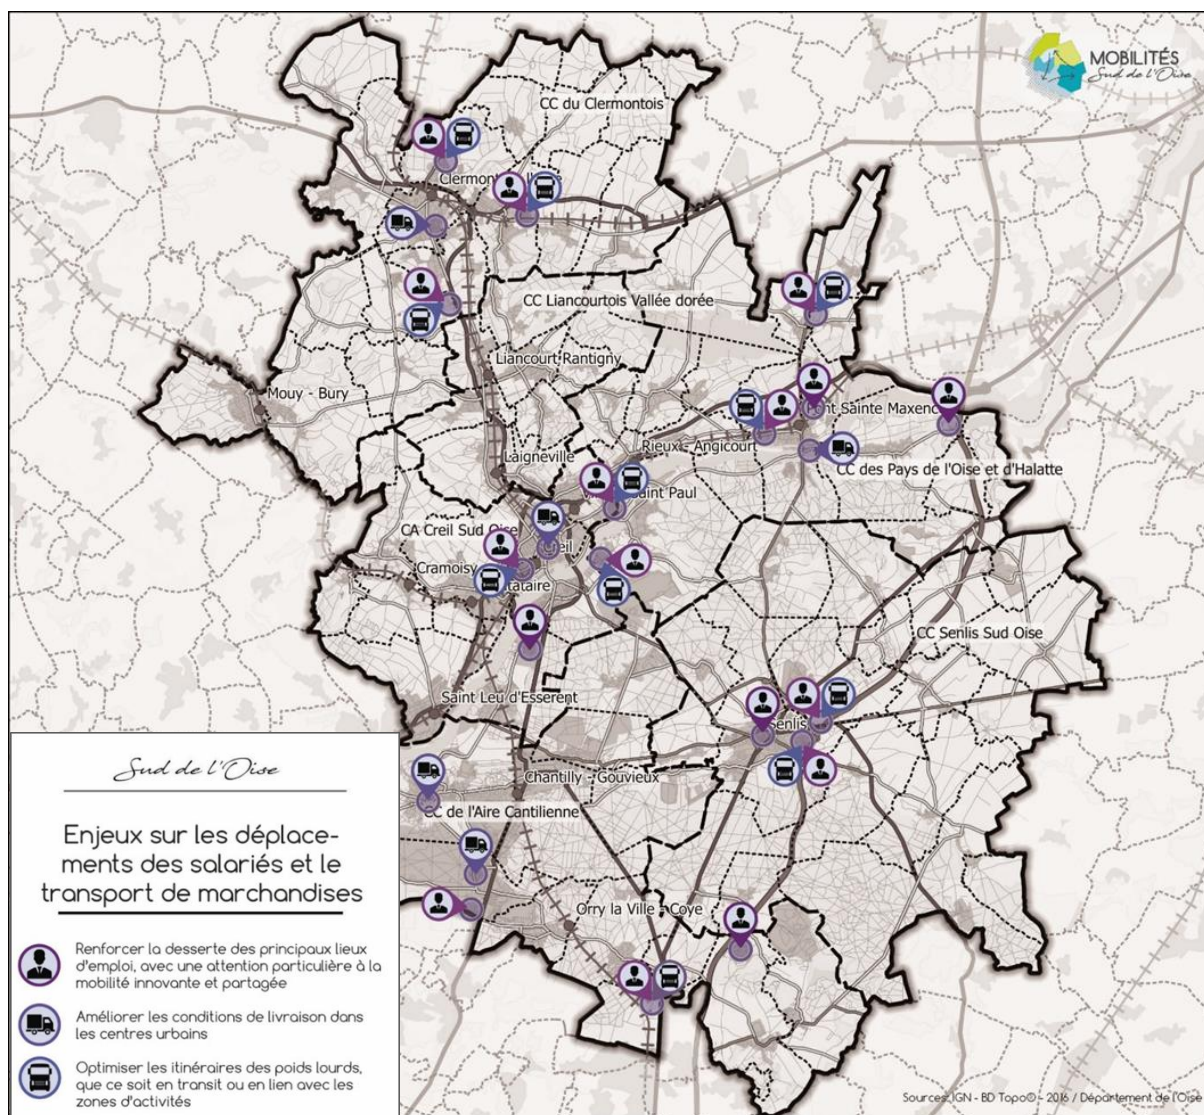 MOBILITÉS
Sud de l'Oise
CC du Clermontois
Clermont
CC Liancourtois Vallée dorée
Liancourt Rantigny
Mouy - Bury
Sainte Maxenc
Rieux - Angicourt
Laigneville
CC des Pays de l'Oise et d'Halatte
Saint Paul
CA Creil Sud Oise
Cramoisy
CC Senlis Sud Oise
Saint Leu d'Esserent
Senlis
Chantilly - Gouvieux
CC de l'Aire Cantilienne
Orry la Ville - Coye
Sud de l'Oise
Enjeux sur les déplace-
ments des salariés et le
transport de marchandises
Renforcer la desserte des principaux lieux
d'emploi, avec une attention particulière à la
mobilité innovante et partagée
Améliorer les conditions de livraison dans
les centres urbains
Optimiser les itinéraires des poids lourds,
que ce soit en transit ou en lien avec les
zones d'activités
Sources: IGN - BD Topo© - 2016 / Département de l'Oise